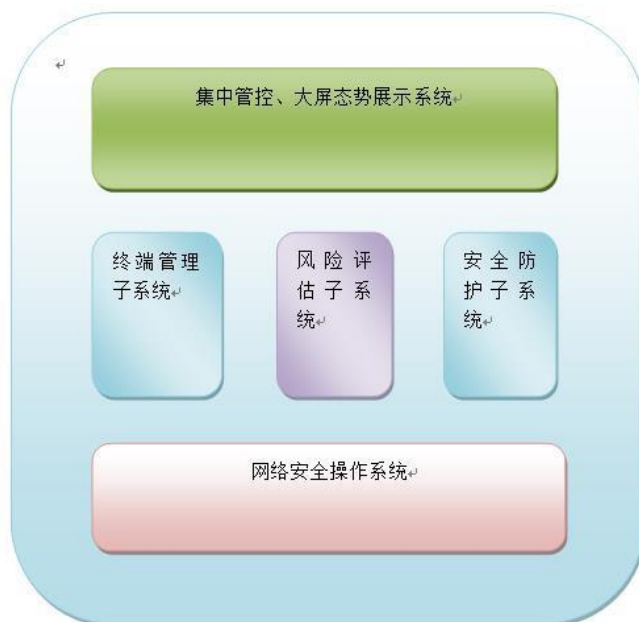 集中管控、大屏态势展示系统
终端管理
子系统
风险评
估子系
统
安全防
护子系
统
网络安全操作系统